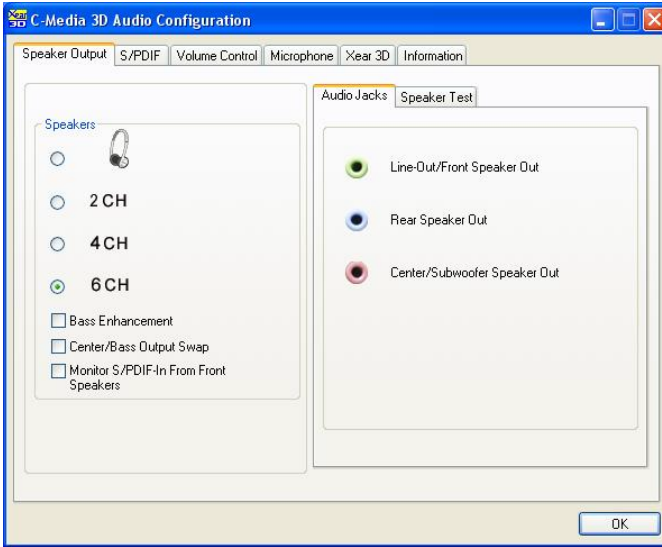 Xear 3D C-Media 3D Audio Configuration
Speaker Output S/PDIF Volume Control Microphone Xear 3D Information
Speakers
2 CH
4 CH
6 CH
Bass Enhancement
Center/Bass Output Swap
Monitor S/PDIF-In From Front
Speakers
Audio Jacks Speaker Test
Line-Out/Front Speaker Out
Rear Speaker Out
Center/Subwoofer Speaker Out
OK